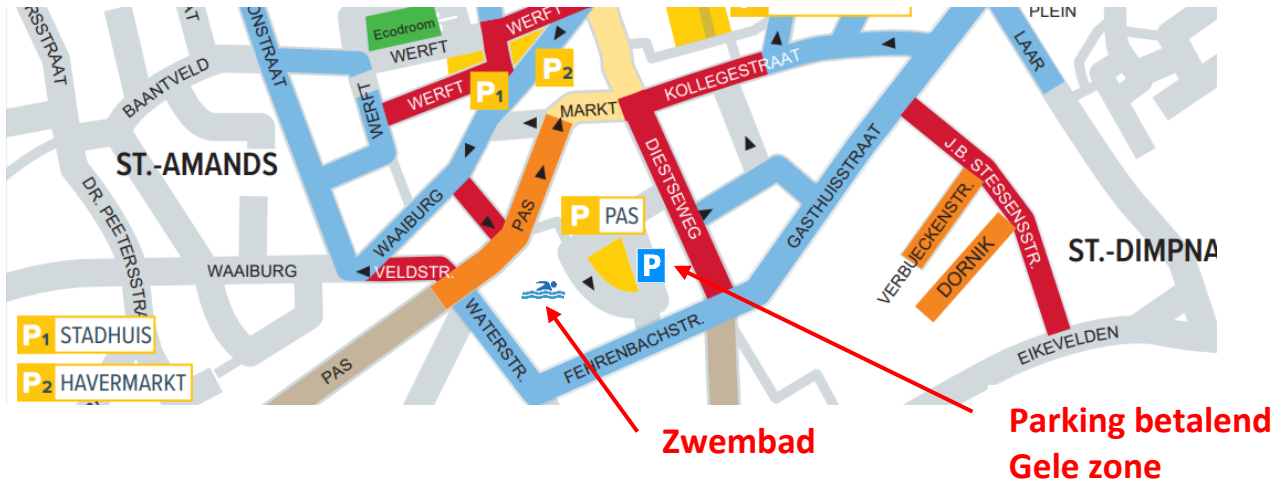 PLEIN
Ecodroom
WERFT
WERFT
P2
KOLLEGESTRAAT
LAAR
BAANTVELD
WERFT
P1
WERFT
MARKT
ST.-AMANDS
DIESTSEWEG
GASTHUISSTRAAT
J.B. STESSENSSTR.
DR. PEETERSSTRAAT
WAAIBURG
PAS
P PAS
VERBUECKENSTR.
DORNIK
ST.-DIMPNA
WAAIBURG
VELDSTR.
P
WATERSTR.
FEHRENBACHSTR.
EIKEVELDEN
P1 STADHUIS
PAS
P2 HAVERMARKT
Zwembad
Parking betalend
Gele zone